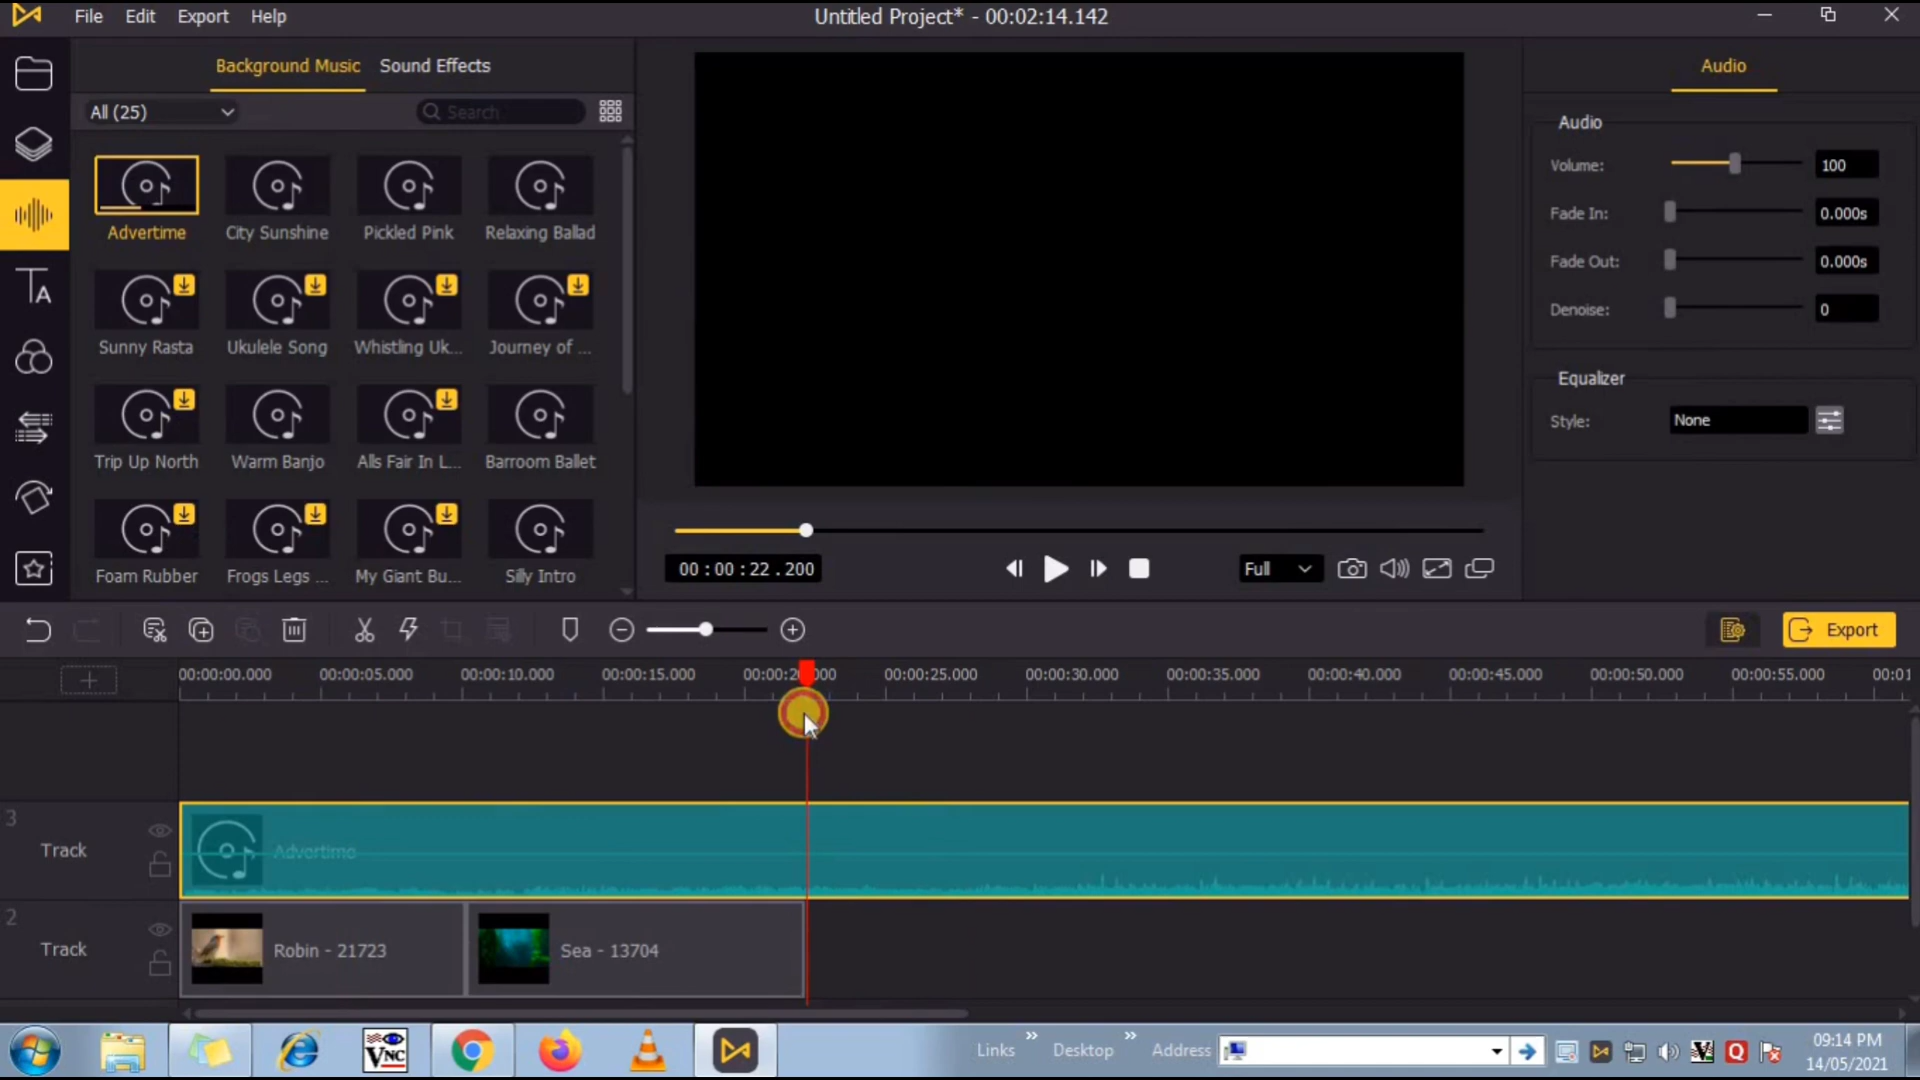 File Edit Export Help
Untitled Project* - 00:02:14.142
Background Music Sound Effects
Audio
All (25)
Search
Audio
Volume: 100
Fade In: 0.000s
Fade Out: 0.000s
Denoise: 0
Equalizer
Style: None
Advertime City Sunshine Pickled Pink Relaxing Ballad
Sunny Rasta Ukulele Song Whistling Uk... Journey of ...
Trip Up North Warm Banjo Alls Fair In L... Barroom Ballet
Foam Rubber Frogs Legs ... My Giant Bu... Silly Intro
00 : 00 : 22 . 200
Full
Export
00:00:00.000 00:00:05.000 00:00:10.000 00:00:15.000 00:00:2 000 00:00:25.000 00:00:30.000 00:00:35.000 00:00:40.000 00:00:45.000 00:00:50.000 00:00:55.000 00:01
3
Track
Advertime
2
Track
Robin - 21723
Sea - 13704
VNC
Links » Desktop » Address
09:14 PM
14/05/2021